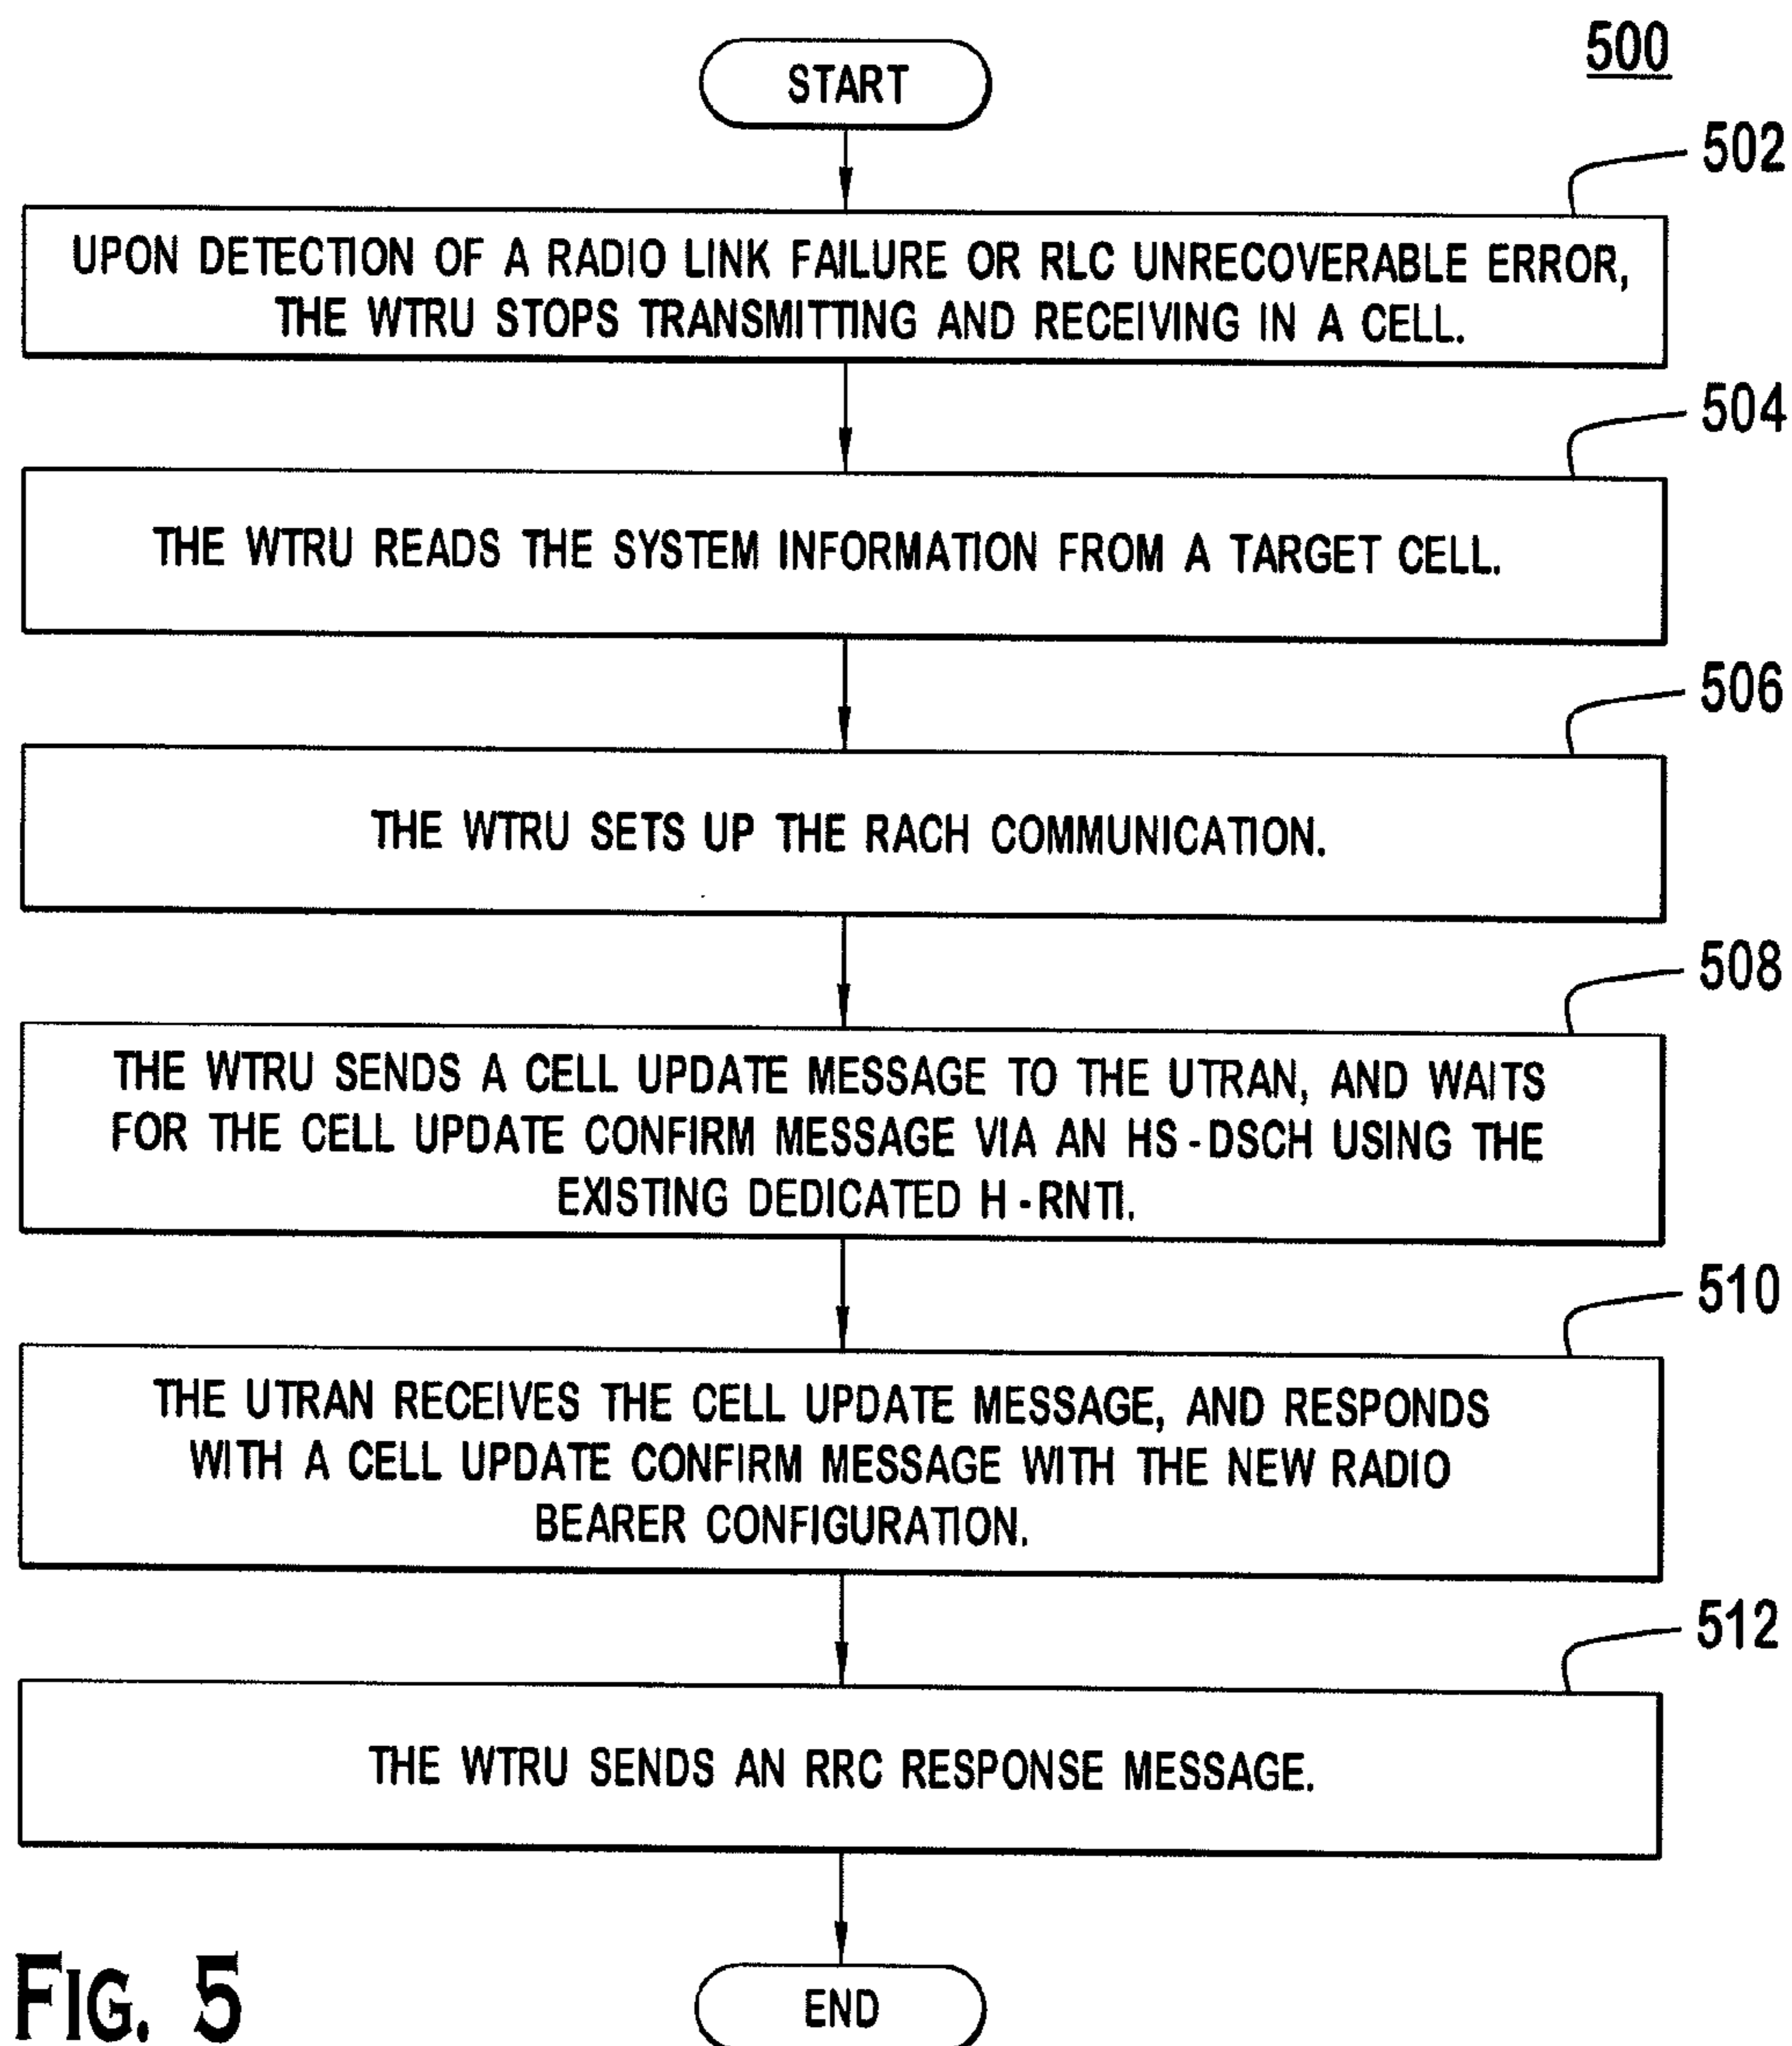 500
START
502
UPON DETECTION OF A RADIO LINK FAILURE OR RLC UNRECOVERABLE ERROR,
THE WTRU STOPS TRANSMITTING AND RECEIVING IN A CELL.
504
THE WTRU READS THE SYSTEM INFORMATION FROM A TARGET CELL.
506
THE WTRU SETS UP THE RACH COMMUNICATION.
508
THE WTRU SENDS A CELL UPDATE MESSAGE TO THE UTRAN, AND WAITS
FOR THE CELL UPDATE CONFIRM MESSAGE VIA AN HS-DSCH USING THE
EXISTING DEDICATED H-RNTI.
510
THE UTRAN RECEIVES THE CELL UPDATE MESSAGE, AND RESPONDS
WITH A CELL UPDATE CONFIRM MESSAGE WITH THE NEW RADIO
BEARER CONFIGURATION.
512
THE WTRU SENDS AN RRC RESPONSE MESSAGE.
END
FIG. 5